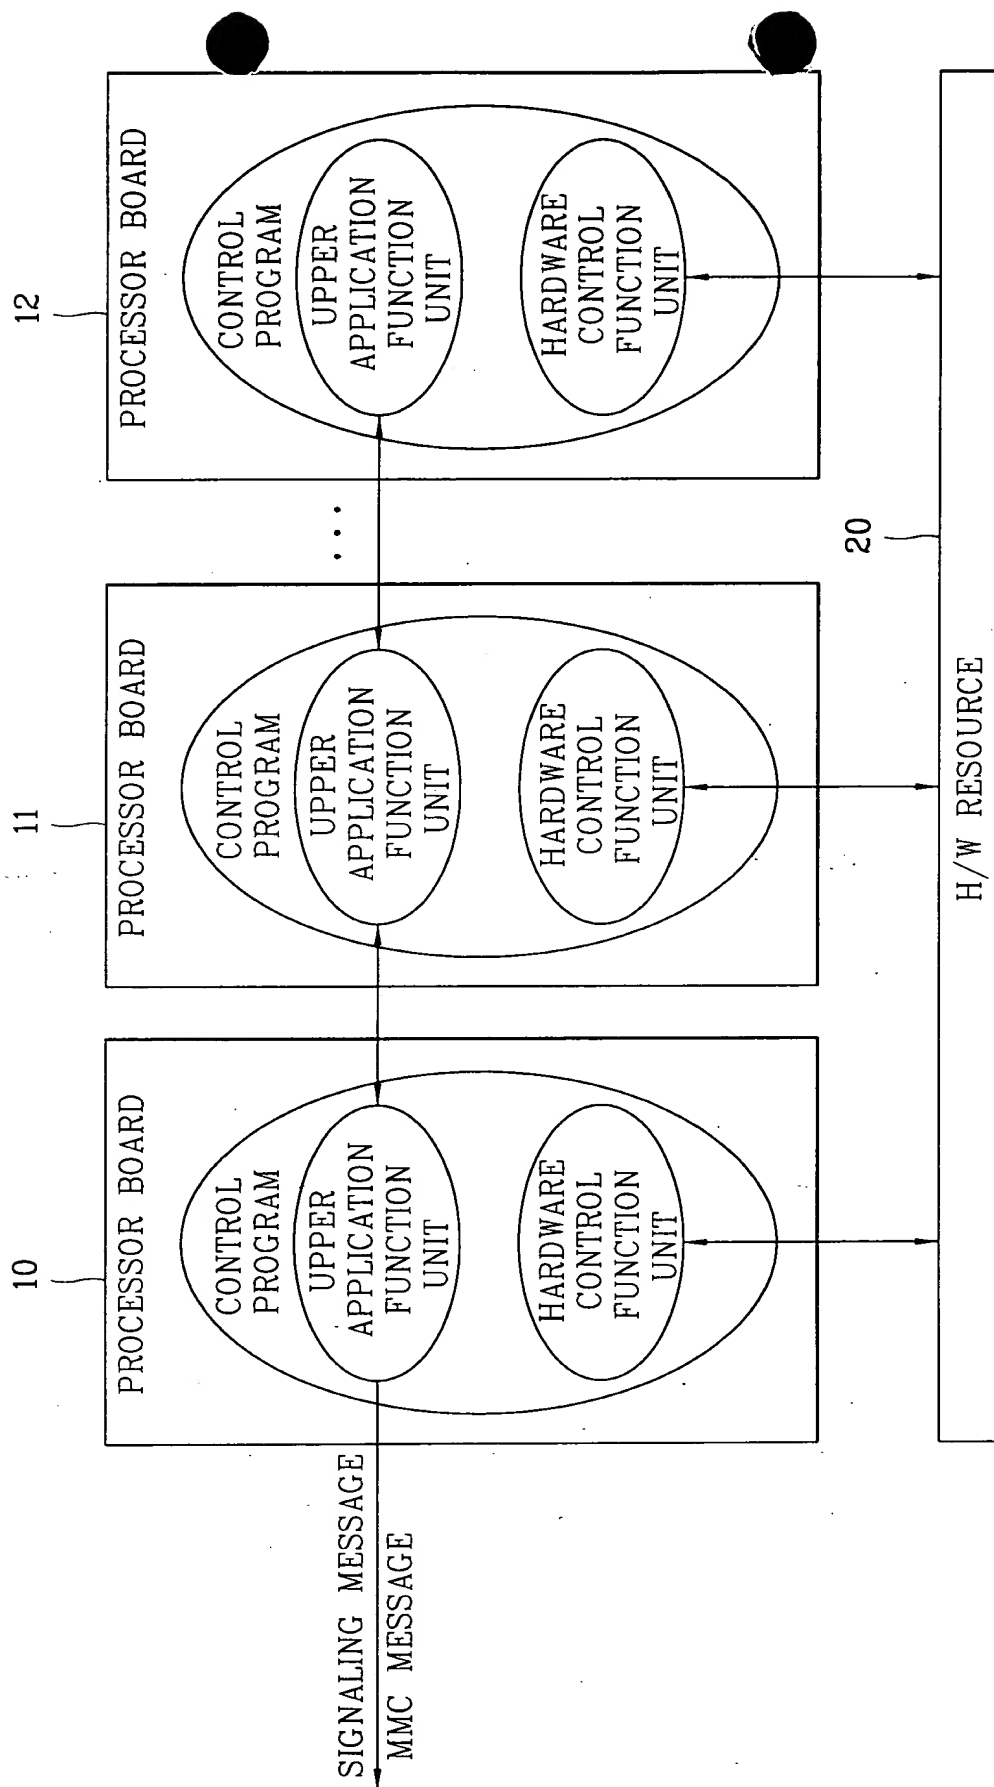 10
PROCESSOR BOARD
CONTROL
PROGRAM
UPPER
APPLICATION
FUNCTION
UNIT
HARDWARE
CONTROL
FUNCTION
UNIT
11
PROCESSOR BOARD
CONTROL
PROGRAM
UPPER
APPLICATION
FUNCTION
UNIT
HARDWARE
CONTROL
FUNCTION
UNIT
...
12
PROCESSOR BOARD
CONTROL
PROGRAM
UPPER
APPLICATION
FUNCTION
UNIT
HARDWARE
CONTROL
FUNCTION
UNIT
SIGNALING MESSAGE
MMC MESSAGE
20
H/W RESOURCE